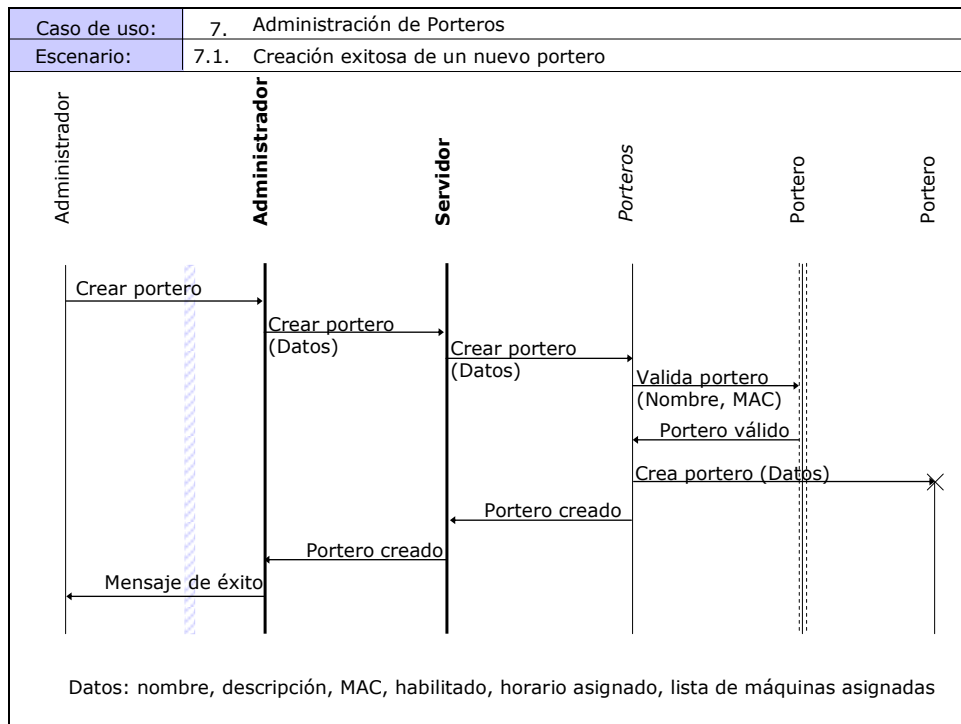 Caso de uso: 7. Administración de Porteros
Escenario: 7.1. Creación exitosa de un nuevo portero
Administrador
Administrador
Servidor
Porteros
Portero
Portero
Crear portero
Crear portero
(Datos)
Crear portero
(Datos)
Valida portero
(Nombre, MAC)
Portero válido
Crea portero (Datos)
Portero creado
Portero creado
Mensaje de éxito
Datos: nombre, descripción, MAC, habilitado, horario asignado, lista de máquinas asignadas